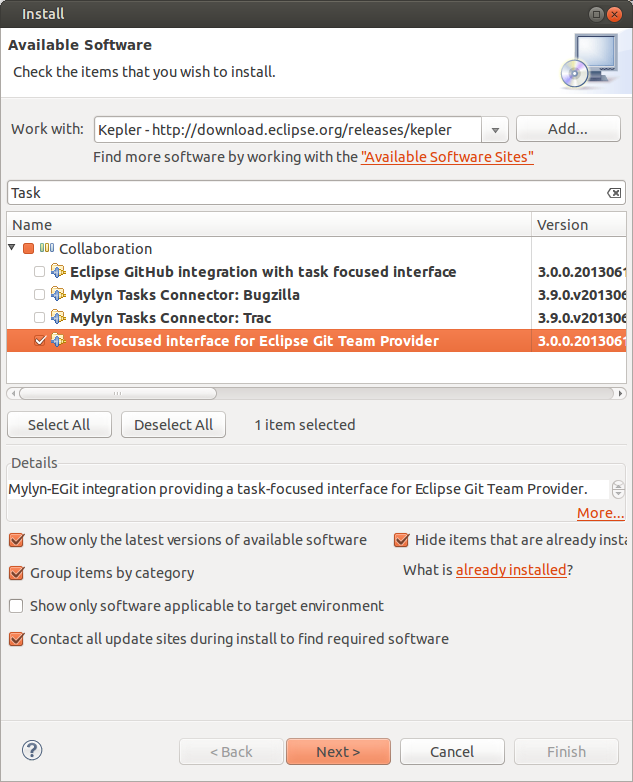 Install
Available Software
Check the items that you wish to install.
Work with: Kepler - http://download.eclipse.org/releases/kepler Add...
Find more software by working with the "Available Software Sites"
Task
Name Version
Collaboration
Eclipse GitHub integration with task focused interface 3.0.0.2013061
Mylyn Tasks Connector: Bugzilla 3.9.0.v201306
Mylyn Tasks Connector: Trac 3.9.0.v201306
Task focused interface for Eclipse Git Team Provider 3.0.0.2013061
Select All Deselect All 1 item selected
Details
Mylyn-EGit integration providing a task-focused interface for Eclipse Git Team Provider.
More...
Show only the latest versions of available software Hide items that are already insta
Group items by category What is already installed?
Show only software applicable to target environment
Contact all update sites during install to find required software
? < Back Next > Cancel Finish